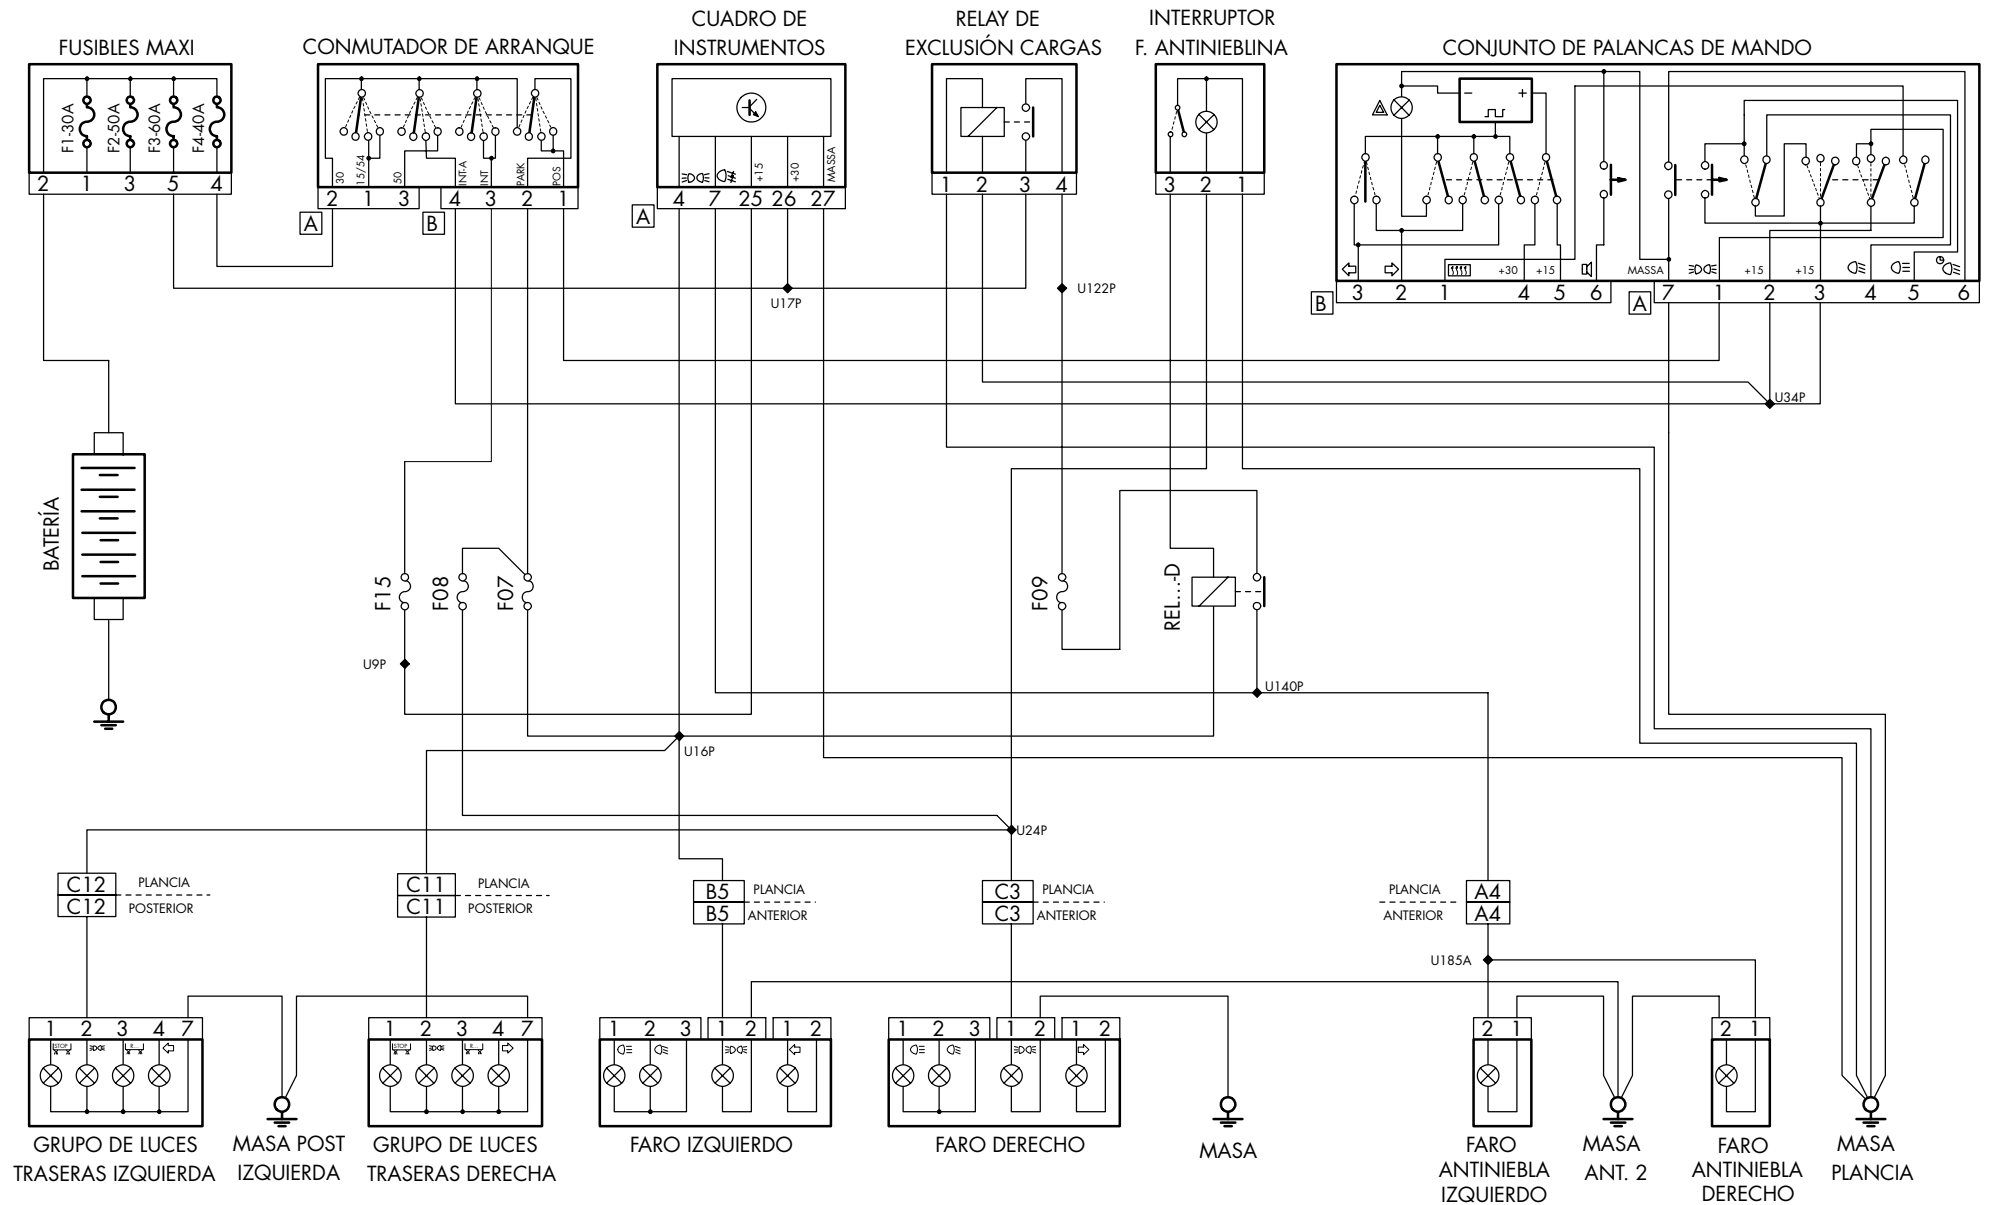 FUSIBLES MAXI
CONMUTADOR DE ARRANQUE
CUADRO DE
INSTRUMENTOS
RELAY DE
EXCLUSIÓN CARGAS
INTERRUPTOR
F. ANTINIEBLINA
CONJUNTO DE PALANCAS DE MANDO
F1-30A
F2-50A
F3-60A
F4-40A
2 1 3 5 4
30
15/54
50
INT-A
INT
PARK
POS
2 1 3
4 3 2 1
A
B
+15
+30
MASSA
4 7 25 26 27
A
1 2 3 4
3 2 1
- +
+30
+15
MASSA
+15
+15
3 2 1 4 5 6
7 1 2 3 4 5 6
B
A
U17P
U122P
U34P
BATERÍA
F15
F08
F07
F09
REL...-D
U9P
U140P
U16P
U24P
C12
C12
PLANCIA
POSTERIOR
C11
C11
PLANCIA
POSTERIOR
B5
B5
PLANCIA
ANTERIOR
C3
C3
PLANCIA
ANTERIOR
PLANCIA
ANTERIOR
A4
A4
U185A
1 2 3 4 7
STOP
R...
1 2 3 4 7
STOP
R...
1 2 3 1 2 1 2
1 2 3 1 2 1 2
2 1
2 1
GRUPO DE LUCES
TRASERAS IZQUIERDA
MASA POST
IZQUIERDA
GRUPO DE LUCES
TRASERAS DERECHA
FARO IZQUIERDO
FARO DERECHO
MASA
FARO
ANTINIEBLA
IZQUIERDO
MASA
ANT. 2
FARO
ANTINIEBLA
DERECHO
MASA
PLANCIA